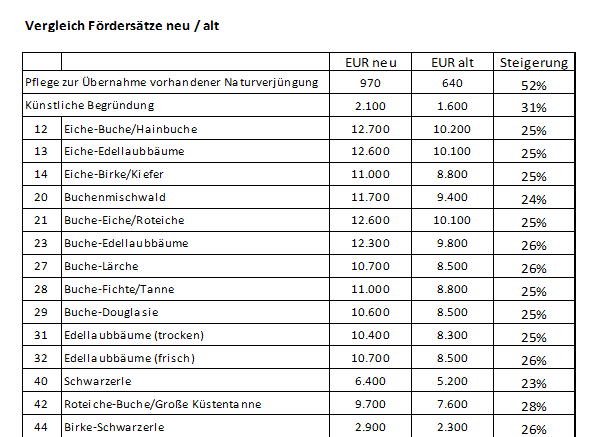 Vergleich Fördersätze neu / alt
EUR neu EUR alt Steigerung
Pflege zur Übernahme vorhandener Naturverjüngung 970 640 52%
Künstliche Begründung 2.100 1.600 31%
12 Eiche-Buche/Hainbuche 12.700 10.200 25%
13 Eiche-Edellaubbäume 12.600 10.100 25%
14 Eiche-Birke/Kiefer 11.000 8.800 25%
20 Buchenmischwald 11.700 9.400 24%
21 Buche-Eiche/Roteiche 12.600 10.100 25%
23 Buche-Edellaubbäume 12.300 9.800 26%
27 Buche-Lärche 10.700 8.500 26%
28 Buche-Fichte/Tanne 11.000 8.800 25%
29 Buche-Douglasie 10.600 8.500 25%
31 Edellaubbäume (trocken) 10.400 8.300 25%
32 Edellaubbäume (frisch) 10.700 8.500 26%
40 Schwarzerle 6.400 5.200 23%
42 Roteiche-Buche/Große Küstentanne 9.700 7.600 28%
44 Birke-Schwarzerle 2.900 2.300 26%